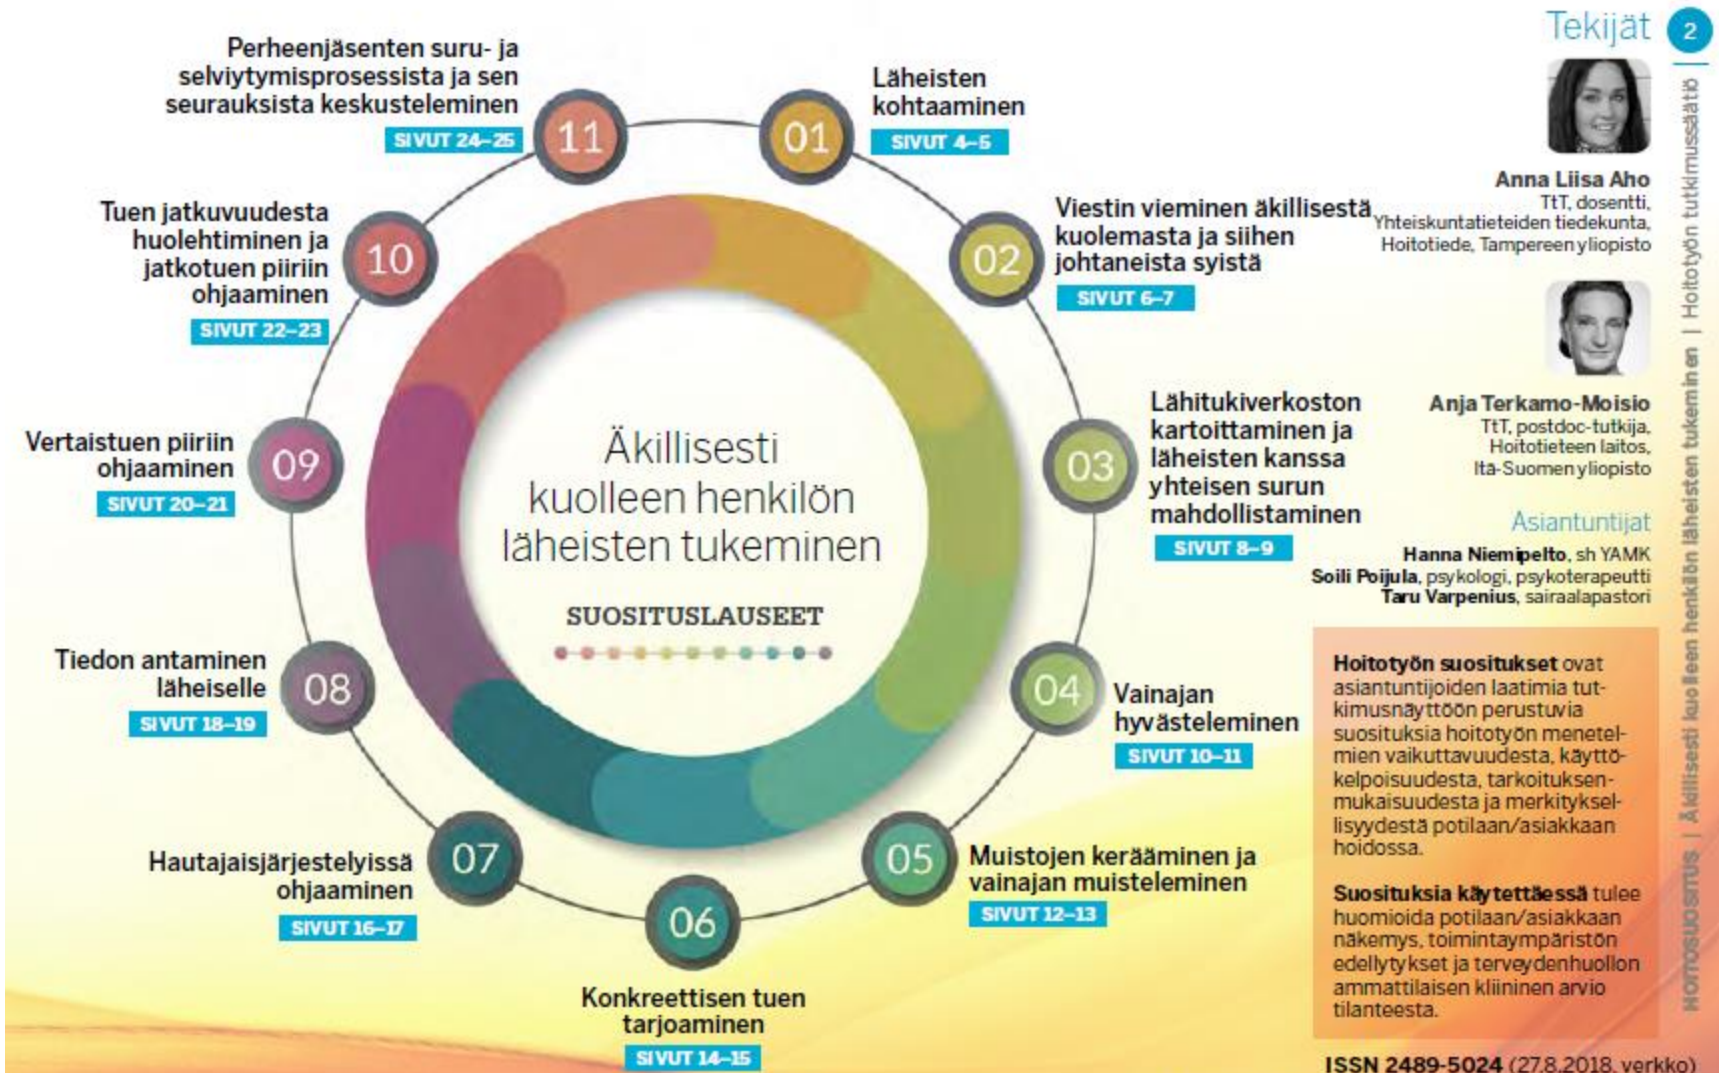 Perheenjäsenten suru- ja
selviytymisprosessista ja sen
seurauksista keskusteleminen
SIVUT 24–25
11
01
Läheisten
kohtaaminen
SIVUT 4–5
Tuen jatkuvuudesta
huolehtiminen ja
jatkotuen piiriin
ohjaaminen
SIVUT 22–23
10
02
Viestin vieminen äkillisestä
kuolemasta ja siihen
johtaneista syistä
SIVUT 6–7
Vertaistuen piiriin
ohjaaminen
SIVUT 20–21
09
03
Lähitukiverkoston
kartoittaminen ja
läheisten kanssa
yhteisen surun
mahdollistaminen
SIVUT 8–9
Äkillisesti
kuolleen henkilön
läheisten tukeminen
SUOSITUSLAUSEET
Tiedon antaminen
läheiselle
SIVUT 18–19
08
04
Vainajan
hyvästeleminen
SIVUT 10–11
Hautajaisjärjestelyissä
ohjaaminen
SIVUT 16–17
07
05
Muistojen kerääminen ja
vainajan muisteleminen
SIVUT 12–13
06
Konkreettisen tuen
tarjoaminen
SIVUT 14–15
Tekijät
Anna Liisa Aho
TtT, dosentti,
Yhteiskuntatieteiden tiedekunta,
Hoitotiede, Tampereen yliopisto
Anja Terkamo-Moisio
TtT, postdoc-tutkija,
Hoitotieteen laitos,
Itä-Suomen yliopisto
Asiantuntijat
Hanna Niemipelto, sh YAMK
Soili Poijula, psykologi, psykoterapeutti
Taru Varpenius, sairaalapastori
Hoitotyön suositukset ovat
asiantuntijoiden laatimia tut-
kimusnäyttöön perustuvia
suosituksia hoitotyön menetel-
mien vaikuttavuudesta, käyttö-
kelpoisuudesta, tarkoituksen-
mukaisuudesta ja merkityksel-
lisyydestä potilaan/asiakkaan
hoidossa.
Suosituksia käytettäessä tulee
huomioida potilaan/asiakkaan
näkemys, toimintaympäristön
edellytykset ja terveydenhuollon
ammattilaisen kliininen arvio
tilanteesta.
ISSN 2489-5024 (27.8.2018, verkko)
2
HOITOSUOSITUS | Äkillisesti kuolleen henkilön läheisten tukeminen | Hoitotyön tutkimussäätiö